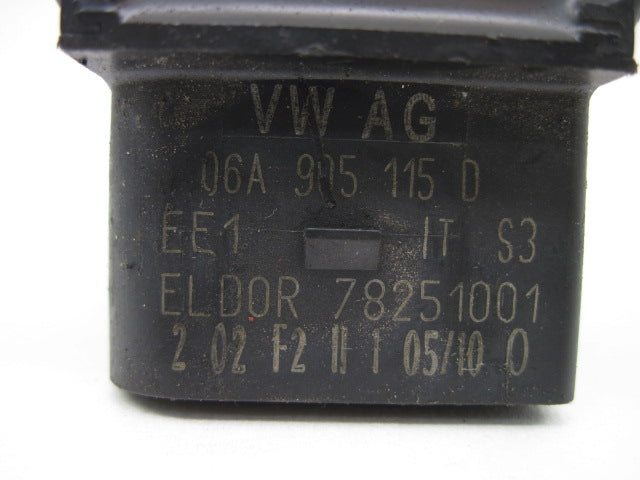 VW AG
06A 905 115 D
EE1 IT S3
ELDOR 78251001
2 02 F2 II 1 05/10 0